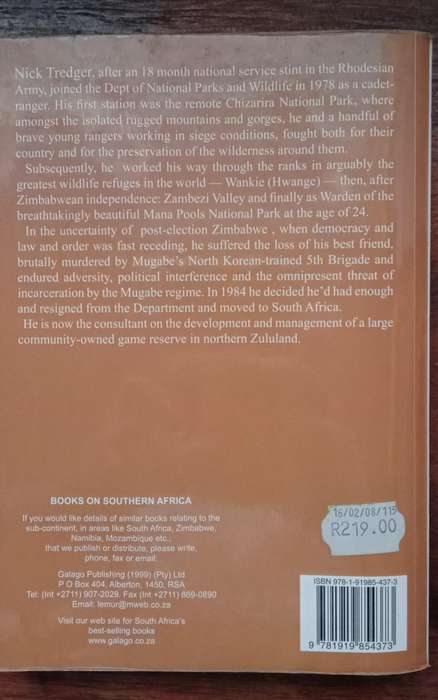 Nick Tredger, after an 18 month national service stint in the Rhodesian
Army, joined the Dept of National Parks and Wildlife in 1978 as a cadet-
ranger. His first station was the remote Chizarira National Park, where
amongst the isolated rugged mountains and gorges, he and a handful of
brave young rangers working in siege conditions, fought both for their
country and for the preservation of the wilderness around them.
Subsequently, he worked his way through the ranks in arguably the
greatest wildlife refuges in the world — Wankie (Hwange) — then, after
Zimbabwean independence: Zambezi Valley and finally as Warden of the
breathtakingly beautiful Mana Pools National Park at the age of 24.
In the uncertainty of post-election Zimbabwe , when democracy and
law and order was fast receding, he suffered the loss of his best friend,
brutally murdered by Mugabe's North Korean-trained 5th Brigade and
endured adversity, political interference and the omnipresent threat of
incarceration by the Mugabe regime. In 1984 he decided he'd had enough
and resigned from the Department and moved to South Africa.
He is now the consultant on the development and management of a large
community-owned game reserve in northern Zululand.
BOOKS ON SOUTHERN AFRICA
If you would like details of similar books relating to the
sub-continent, in areas like South Africa, Zimbabwe,
Namibia, Mozambique etc.,
that we publish or distribute, please write,
phone, fax or email:
Galago Publishing (1999) (Pty) Ltd
P O Box 404, Alberton, 1450, RSA
Tel: (Int +2711) 907-2029. Fax (Int +2711) 869-0890
Email: lemur@mweb.co.za
Visit our web site for South Africa's
best-selling books
www.galago.co.za
16/02/08/115
R219.00
ISBN 978-1-91985-437-3
9 781919 854373